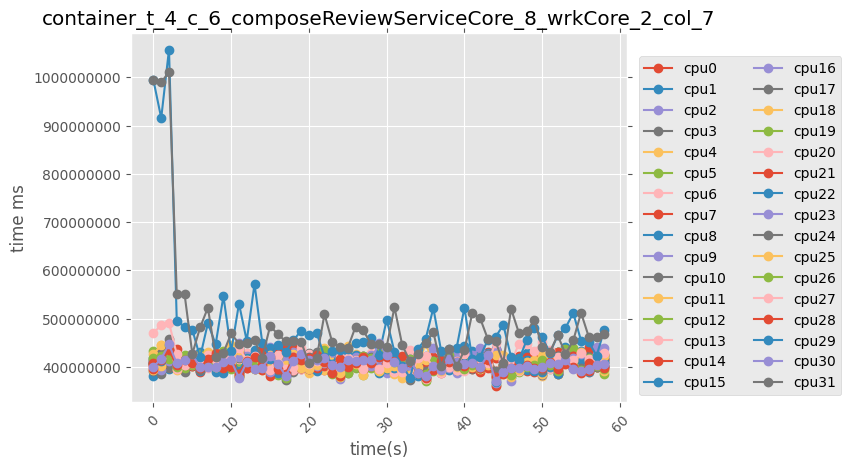 container_t_4_c_6_composeReviewServiceCore_8_wrkCore_2_col_7
1000000000
900000000
800000000
700000000
600000000
500000000
400000000
time ms
0
10
20
30
40
50
60
time(s)
cpu0 cpu16
cpu1 cpu17
cpu2 cpu18
cpu3 cpu19
cpu4 cpu20
cpu5 cpu21
cpu6 cpu22
cpu7 cpu23
cpu8 cpu24
cpu9 cpu25
cpu10 cpu26
cpu11 cpu27
cpu12 cpu28
cpu13 cpu29
cpu14 cpu30
cpu15 cpu31